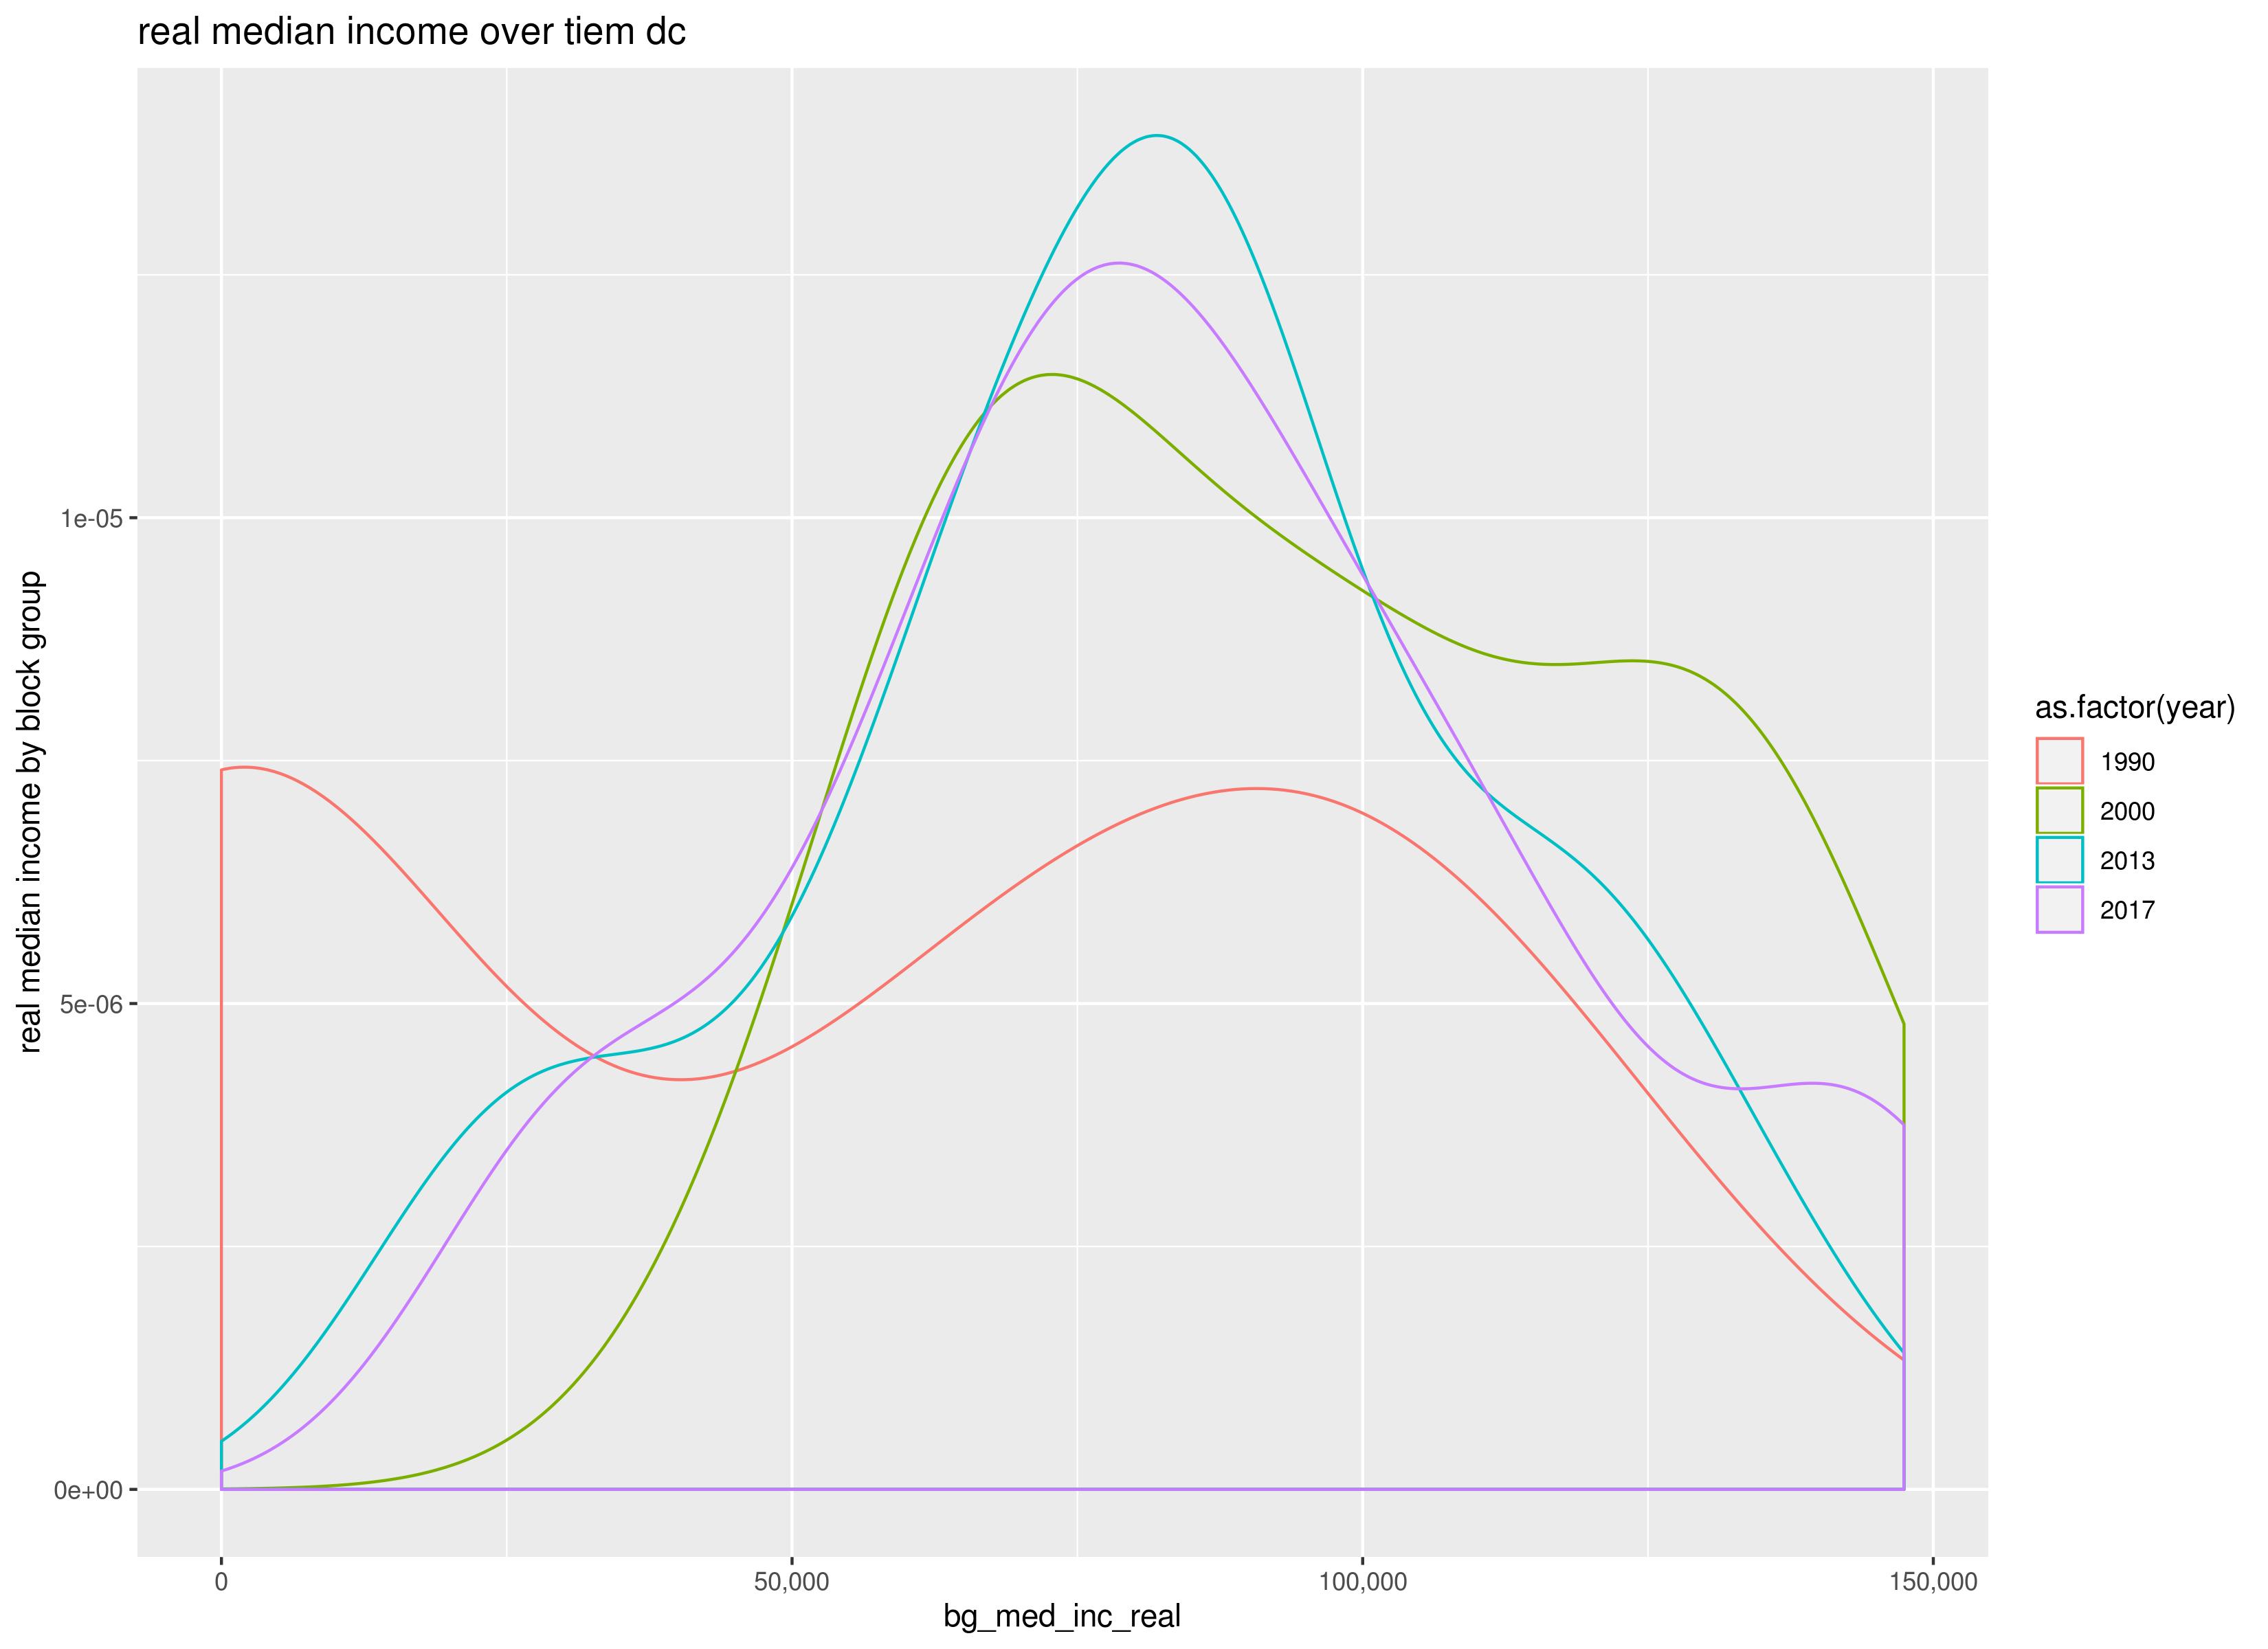 real median income over tiem dc
real median income by block group
1e-05
5e-06
0e+00
0
50,000
100,000
150,000
bg_med_inc_real
as.factor(year)
1990
2000
2013
2017